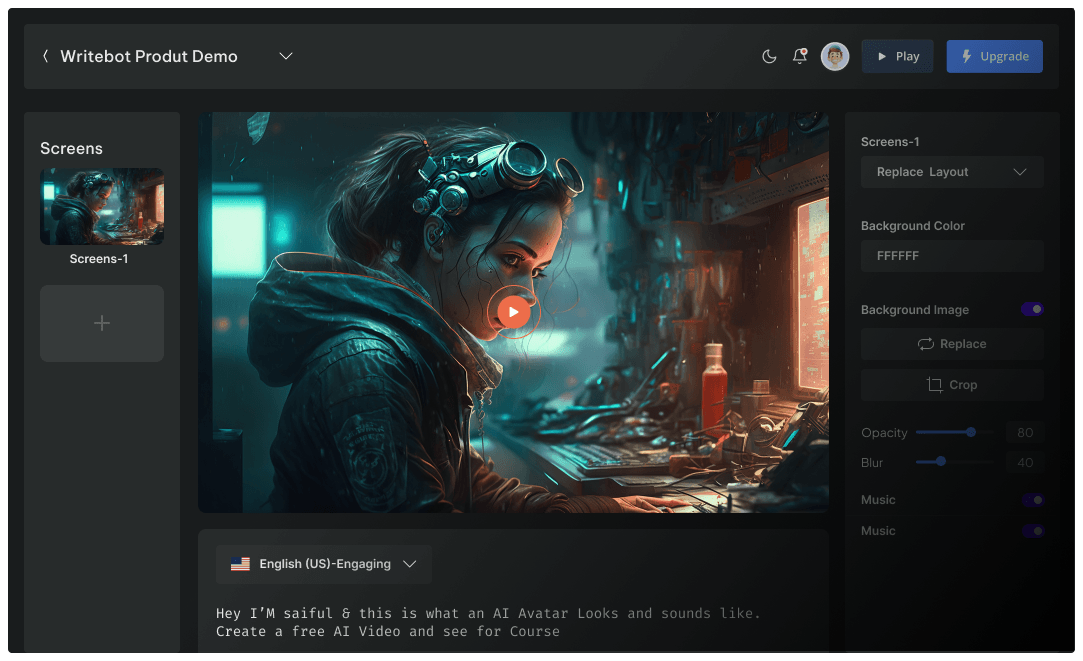 Writebot Produt Demo
Play
Upgrade
Screens
Screens-1
Screens-1
Replace Layout
Background Color
FFFFFF
Background Image
Replace
Crop
Opacity 80
Blur 40
Music
Music
English (US)-Engaging
Hey I’M saiful & this is what an AI Avatar Looks and sounds like.
Create a free AI Video and see for Course